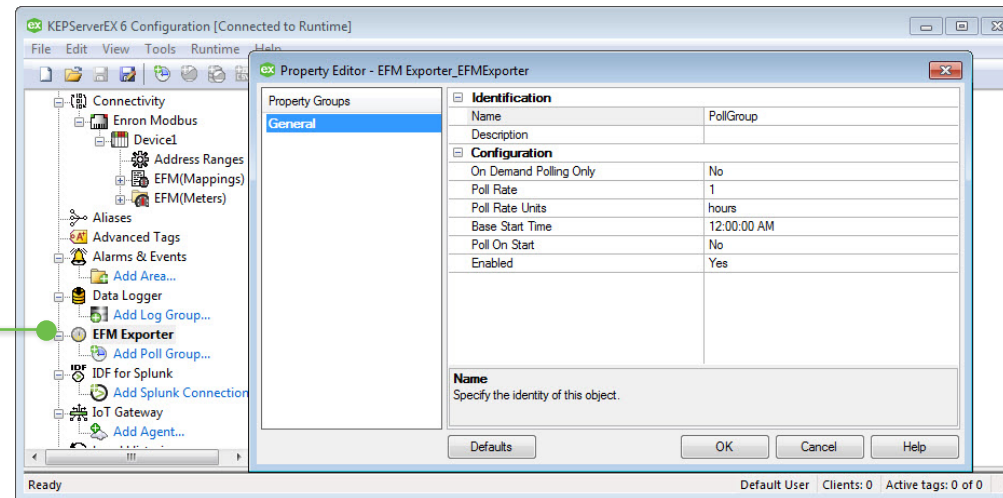 KEPServerEX 6 Configuration [Connected to Runtime]
File Edit View Tools Runtime Help
Connectivity
Enron Modbus
Device1
Address Ranges
EFM(Mappings)
EFM(Meters)
Aliases
Advanced Tags
Alarms & Events
Add Area...
Data Logger
Add Log Group...
EFM Exporter
Add Poll Group...
IDF for Splunk
Add Splunk Connection
IoT Gateway
Add Agent...
Property Editor - EFM Exporter_EFMExporter
Property Groups
General
Identification
Name PollGroup
Description
Configuration
On Demand Polling Only No
Poll Rate 1
Poll Rate Units hours
Base Start Time 12:00:00 AM
Poll On Start No
Enabled Yes
Name
Specify the identity of this object.
Defaults OK Cancel Help
Ready Default User Clients: 0 Active tags: 0 of 0